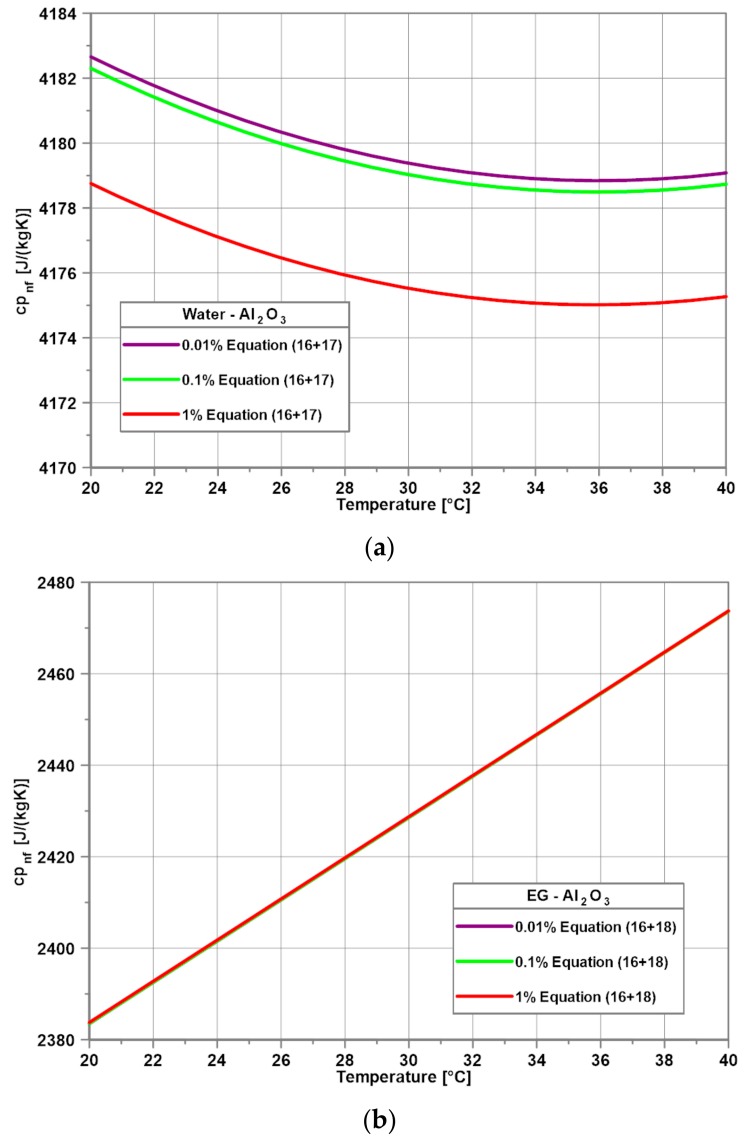 4184
4182
4180
4178
4176
4174
4172
4170
cp nf [J/(kgK)]
Water - Al2O3
0.01% Equation (16+17)
0.1% Equation (16+17)
1% Equation (16+17)
20 22 24 26 28 30 32 34 36 38 40
Temperature [°C]
(a)
2480
2460
2440
2420
2400
2380
cp nf [J/(kgK)]
EG - Al2O3
0.01% Equation (16+18)
0.1% Equation (16+18)
1% Equation (16+18)
20 22 24 26 28 30 32 34 36 38 40
Temperature [°C]
(b)